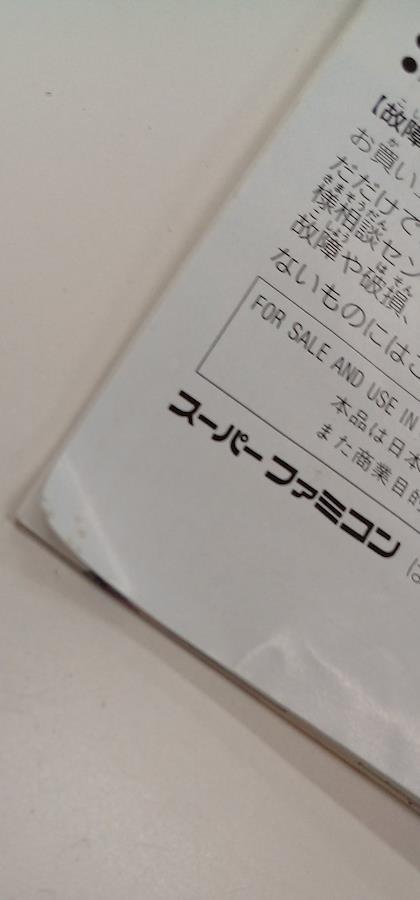 【故障
お買い
だだけで
様相談セン
故障や破損、
ないものにはご
FOR SALE AND USE IN
本品は日本
また商業目的
スーパーファミコン は